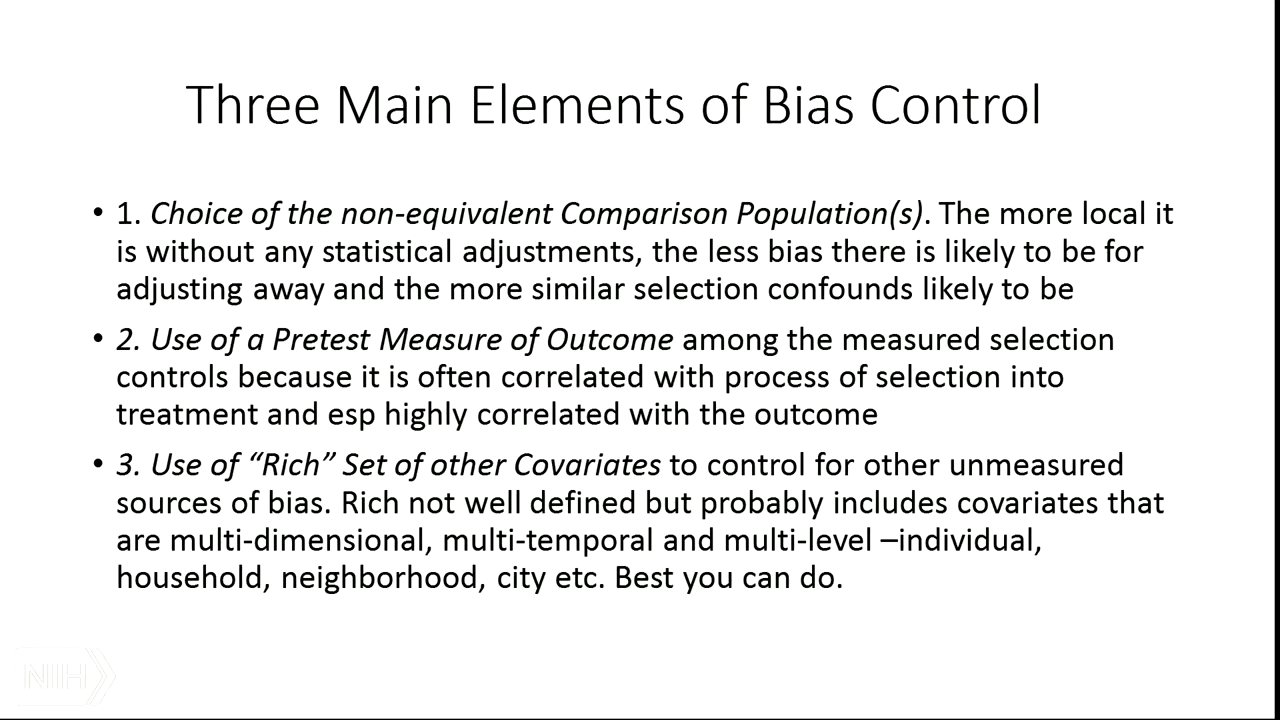 Three Main Elements of Bias Control
• 1. Choice of the non-equivalent Comparison Population(s). The more local it
is without any statistical adjustments, the less bias there is likely to be for
adjusting away and the more similar selection confounds likely to be
• 2. Use of a Pretest Measure of Outcome among the measured selection
controls because it is often correlated with process of selection into
treatment and esp highly correlated with the outcome
• 3. Use of “Rich” Set of other Covariates to control for other unmeasured
sources of bias. Rich not well defined but probably includes covariates that
are multi-dimensional, multi-temporal and multi-level –individual,
household, neighborhood, city etc. Best you can do.
NIH